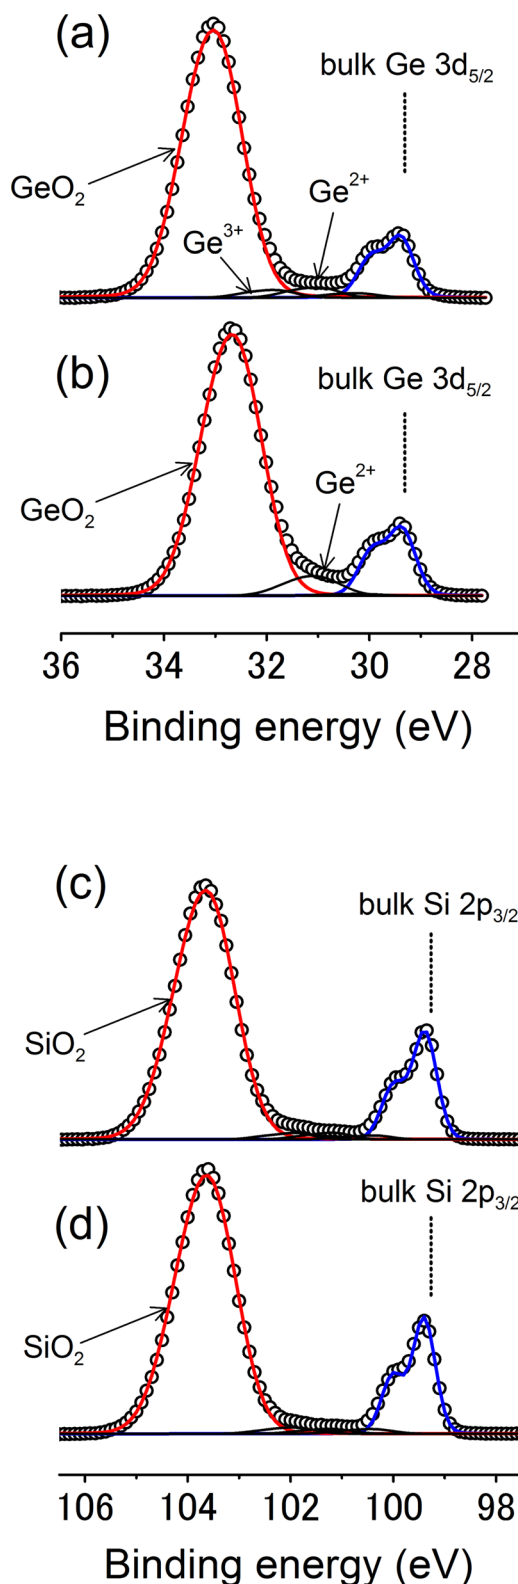 (a)
bulk Ge 3d5/2
GeO2
Ge2+
Ge3+
(b)
bulk Ge 3d5/2
GeO2
Ge2+
36 34 32 30 28
Binding energy (eV)
(c)
bulk Si 2p3/2
SiO2
(d)
bulk Si 2p3/2
SiO2
106 104 102 100 98
Binding energy (eV)